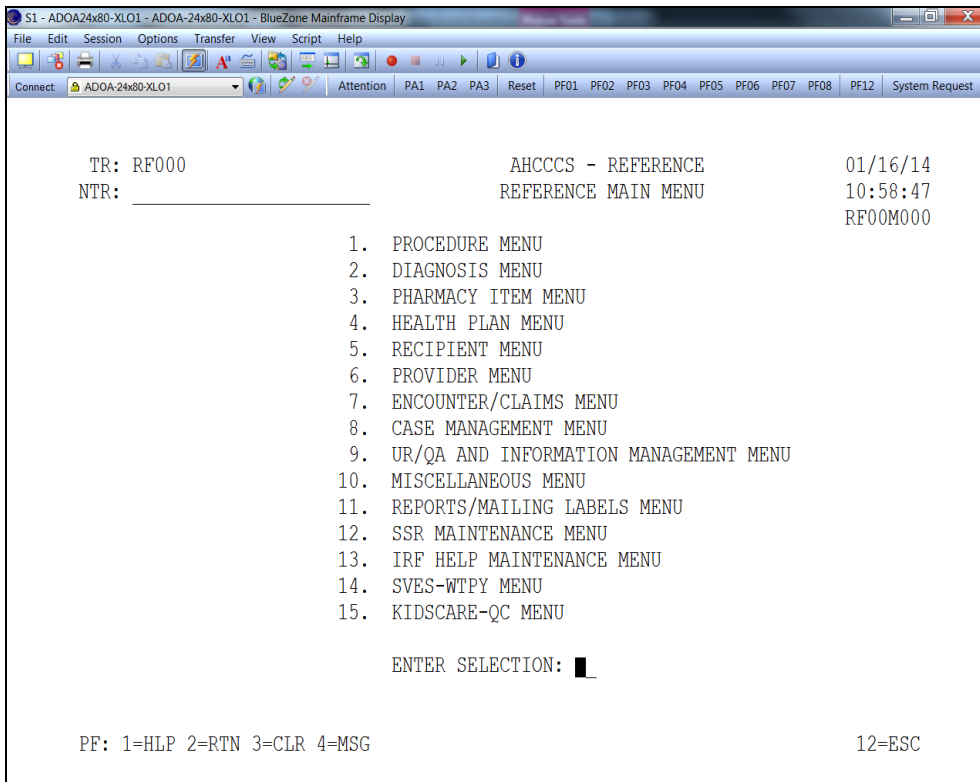 S1 - ADOA24x80-XLO1 - ADOA-24x80-XLO1 - BlueZone Mainframe Display
File Edit Session Options Transfer View Script Help
Connect ADOA-24x80-XLO1 Attention PA1 PA2 PA3 Reset PF01 PF02 PF03 PF04 PF05 PF06 PF07 PF08 PF12 System Request
TR: RF000 AHCCCS - REFERENCE 01/16/14
NTR: REFERENCE MAIN MENU 10:58:47
RF00M000
1. PROCEDURE MENU
2. DIAGNOSIS MENU
3. PHARMACY ITEM MENU
4. HEALTH PLAN MENU
5. RECIPIENT MENU
6. PROVIDER MENU
7. ENCOUNTER/CLAIMS MENU
8. CASE MANAGEMENT MENU
9. UR/QA AND INFORMATION MANAGEMENT MENU
10. MISCELLANEOUS MENU
11. REPORTS/MAILING LABELS MENU
12. SSR MAINTENANCE MENU
13. IRF HELP MAINTENANCE MENU
14. SVES-WTPY MENU
15. KIDSCARE-QC MENU
ENTER SELECTION:
PF: 1=HLP 2=RTN 3=CLR 4=MSG 12=ESC